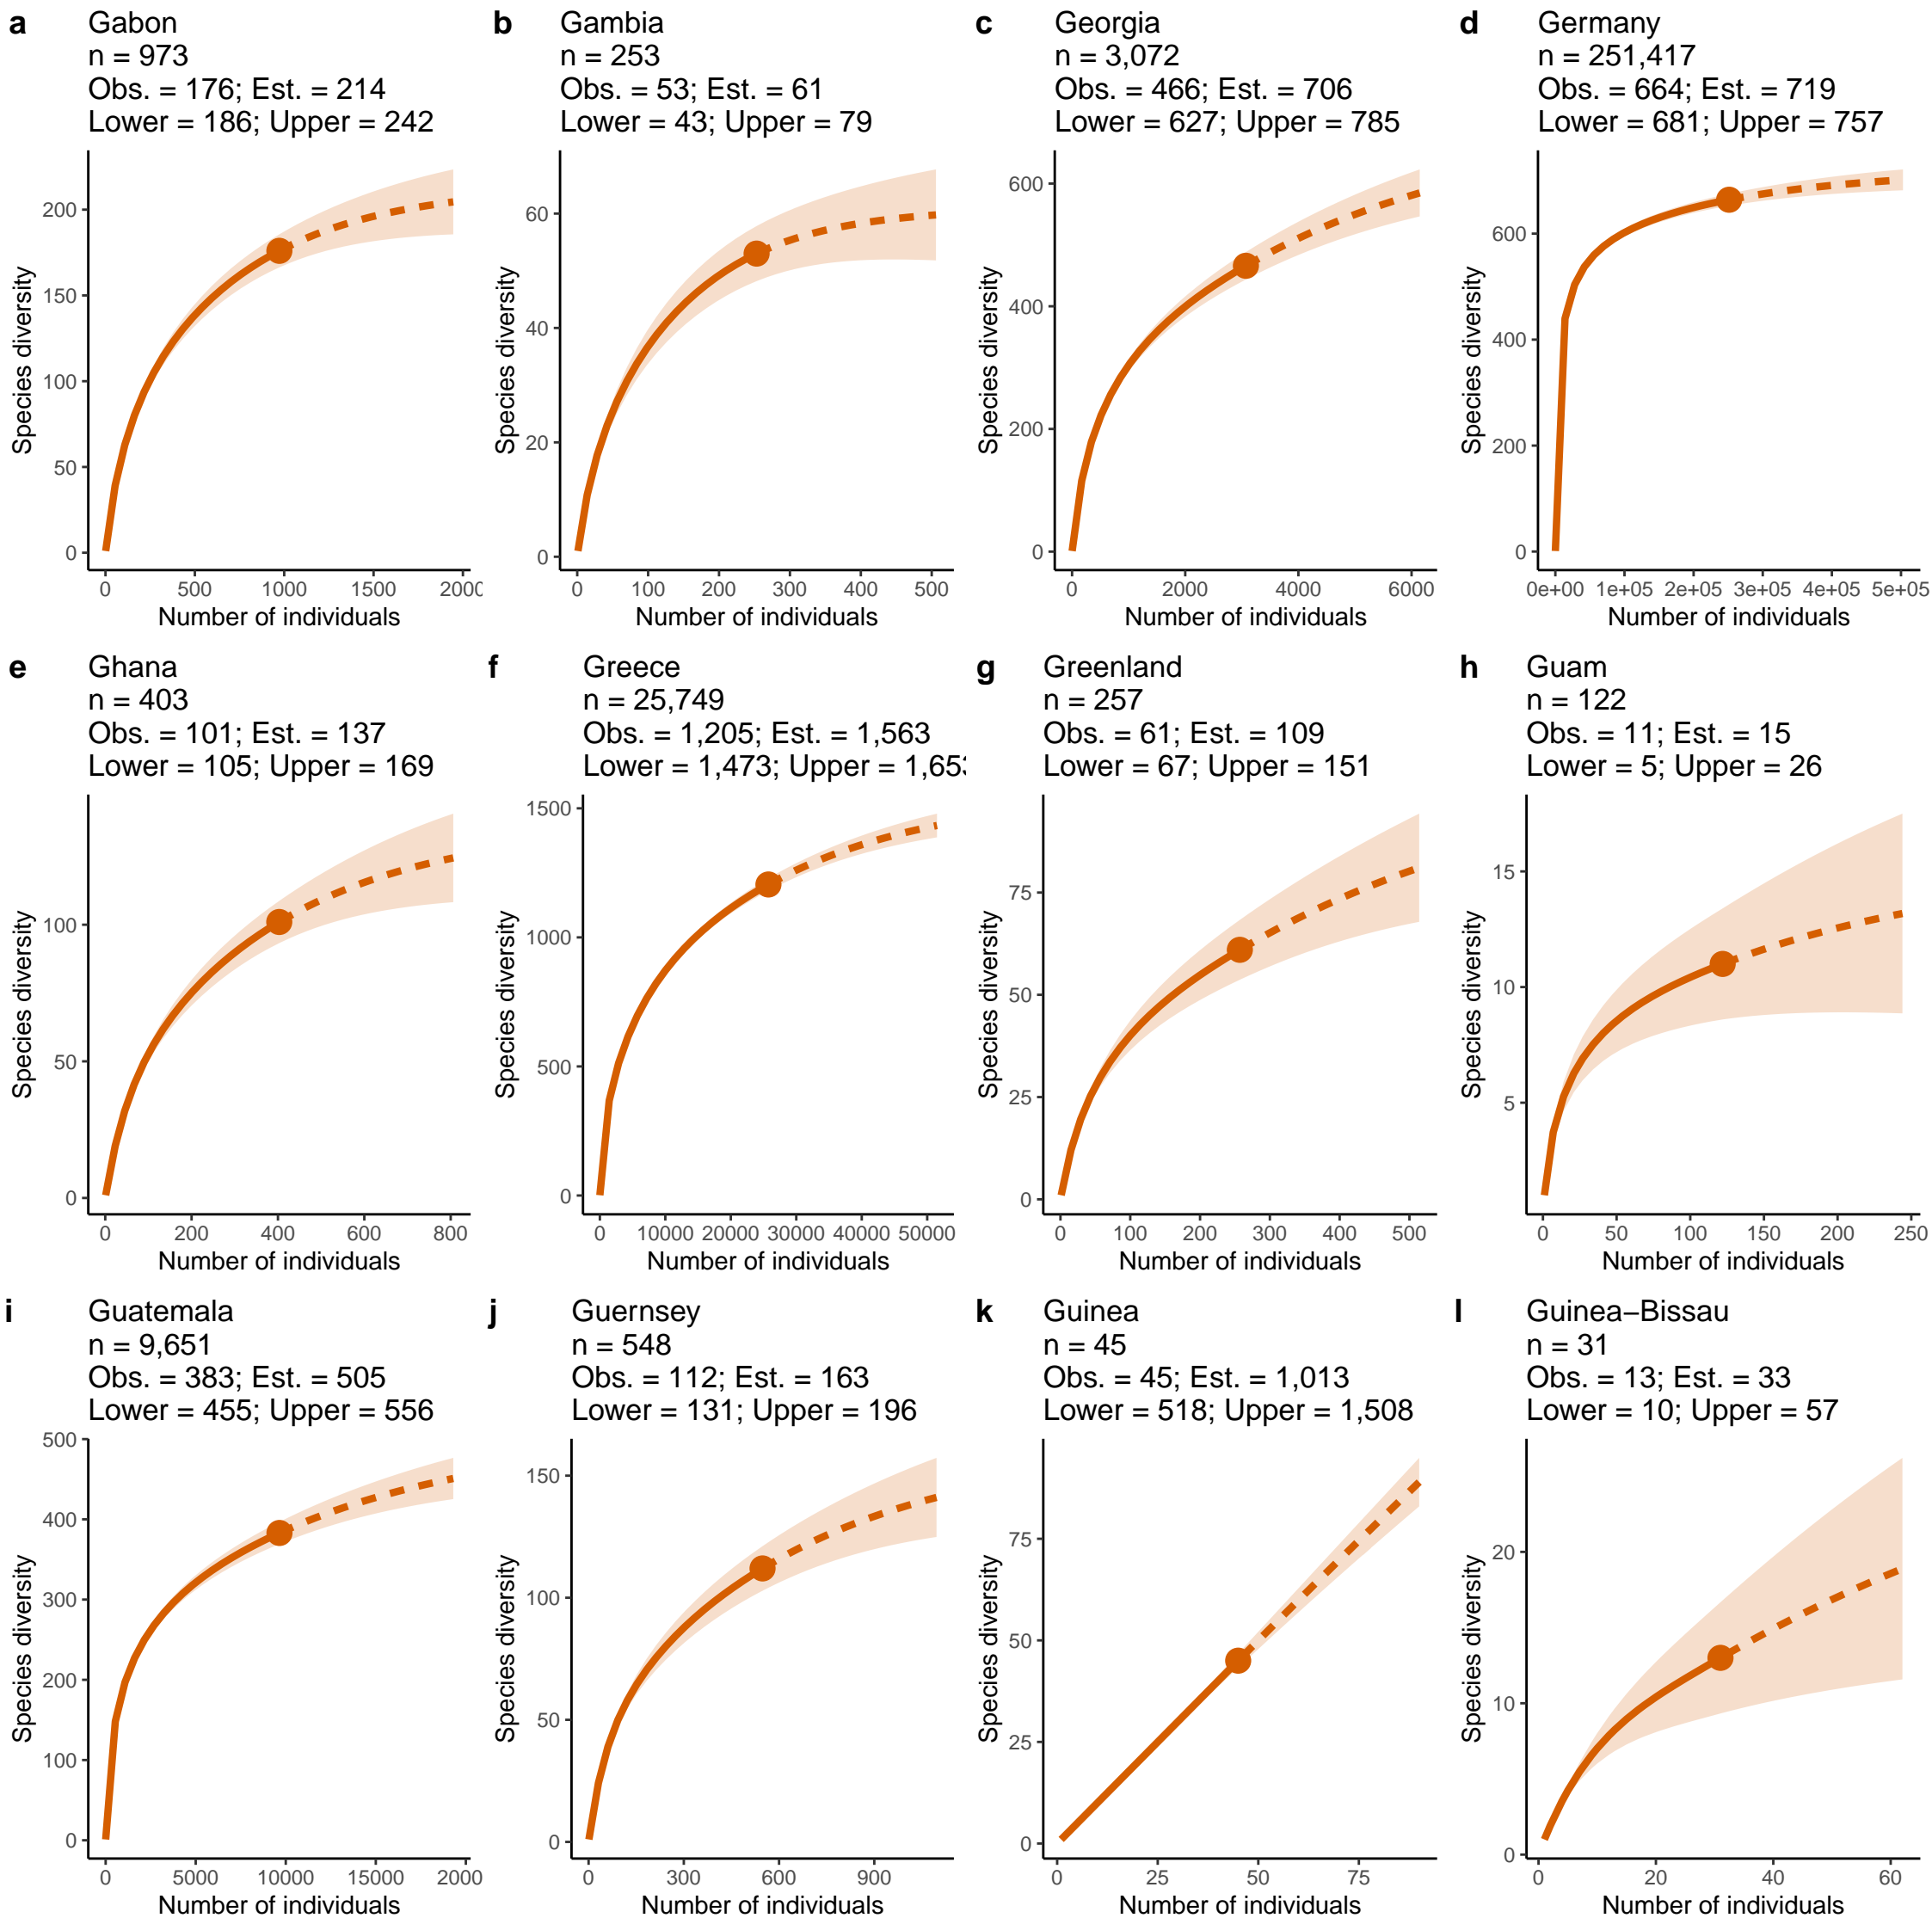 a Gabon
n = 973
Obs. = 176; Est. = 214
Lower = 186; Upper = 242
Species diversity
200
150
100
50
0
0 500 1000 1500 2000
Number of individuals
b Gambia
n = 253
Obs. = 53; Est. = 61
Lower = 43; Upper = 79
Species diversity
60
40
20
0
0 100 200 300 400 500
Number of individuals
c Georgia
n = 3,072
Obs. = 466; Est. = 706
Lower = 627; Upper = 785
Species diversity
600
400
200
0
0 2000 4000 6000
Number of individuals
d Germany
n = 251,417
Obs. = 664; Est. = 719
Lower = 681; Upper = 757
Species diversity
600
400
200
0
0e+00 1e+05 2e+05 3e+05 4e+05 5e+05
Number of individuals
e Ghana
n = 403
Obs. = 101; Est. = 137
Lower = 105; Upper = 169
Species diversity
100
50
0
0 200 400 600 800
Number of individuals
f Greece
n = 25,749
Obs. = 1,205; Est. = 1,563
Lower = 1,473; Upper = 1,653
Species diversity
1500
1000
500
0
0 10000 20000 30000 40000 50000
Number of individuals
g Greenland
n = 257
Obs. = 61; Est. = 109
Lower = 67; Upper = 151
Species diversity
75
50
25
0
0 100 200 300 400 500
Number of individuals
h Guam
n = 122
Obs. = 11; Est. = 15
Lower = 5; Upper = 26
Species diversity
15
10
5
0 50 100 150 200 250
Number of individuals
i Guatemala
n = 9,651
Obs. = 383; Est. = 505
Lower = 455; Upper = 556
Species diversity
500
400
300
200
100
0
0 5000 10000 15000 2000
Number of individuals
j Guernsey
n = 548
Obs. = 112; Est. = 163
Lower = 131; Upper = 196
Species diversity
150
100
50
0
0 300 600 900
Number of individuals
k Guinea
n = 45
Obs. = 45; Est. = 1,013
Lower = 518; Upper = 1,508
Species diversity
75
50
25
0
0 25 50 75
Number of individuals
l Guinea−Bissau
n = 31
Obs. = 13; Est. = 33
Lower = 10; Upper = 57
Species diversity
20
10
0
0 20 40 60
Number of individuals